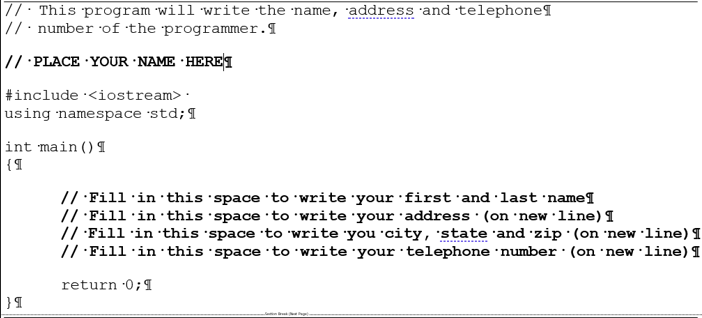 // This program will write the name, address and telephone
// number of the programmer.
// PLACE YOUR NAME HERE
#include <iostream>
using namespace std;
int main()
{
// Fill in this space to write your first and last name
// Fill in this space to write your address (on new line)
// Fill in this space to write you city, state and zip (on new line)
// Fill in this space to write your telephone number (on new line)
return 0;
}
Section Break (Next Page)